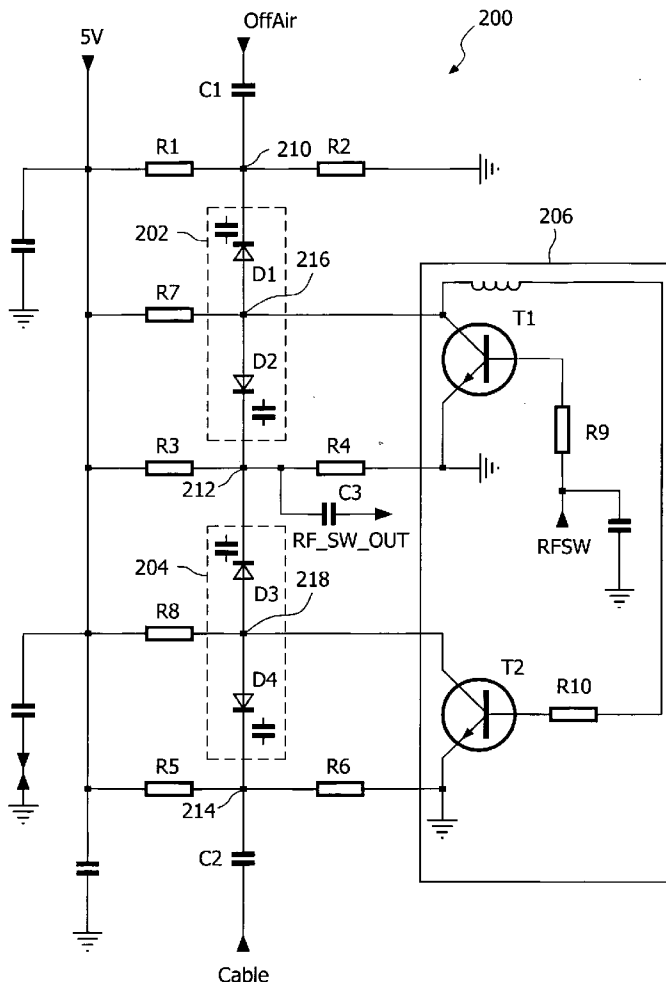 OffAir
200
5V
C1
R1
210
R2
206
202
216
D1
R7
T1
D2
R9
R3
R4
212
C3
RF_SW_OUT
RFSW
204
218
D3
R8
T2
D4
R10
R5
R6
214
C2
Cable